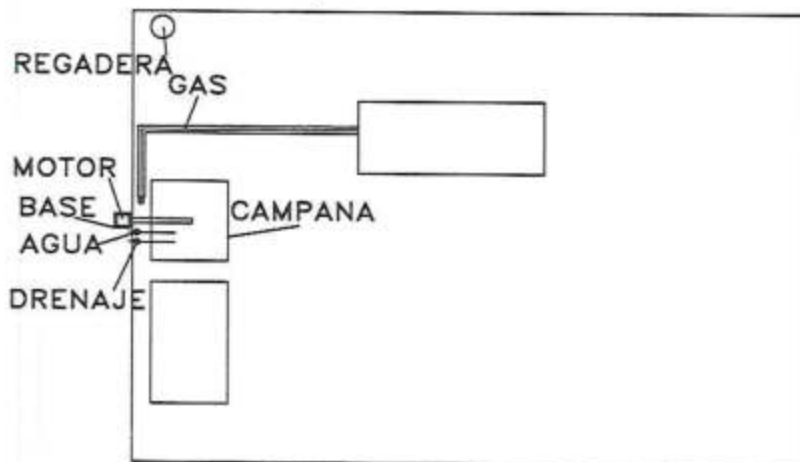 REGADERA
GAS
MOTOR
BASE
CAMPANA
AGUA
DRENAJE